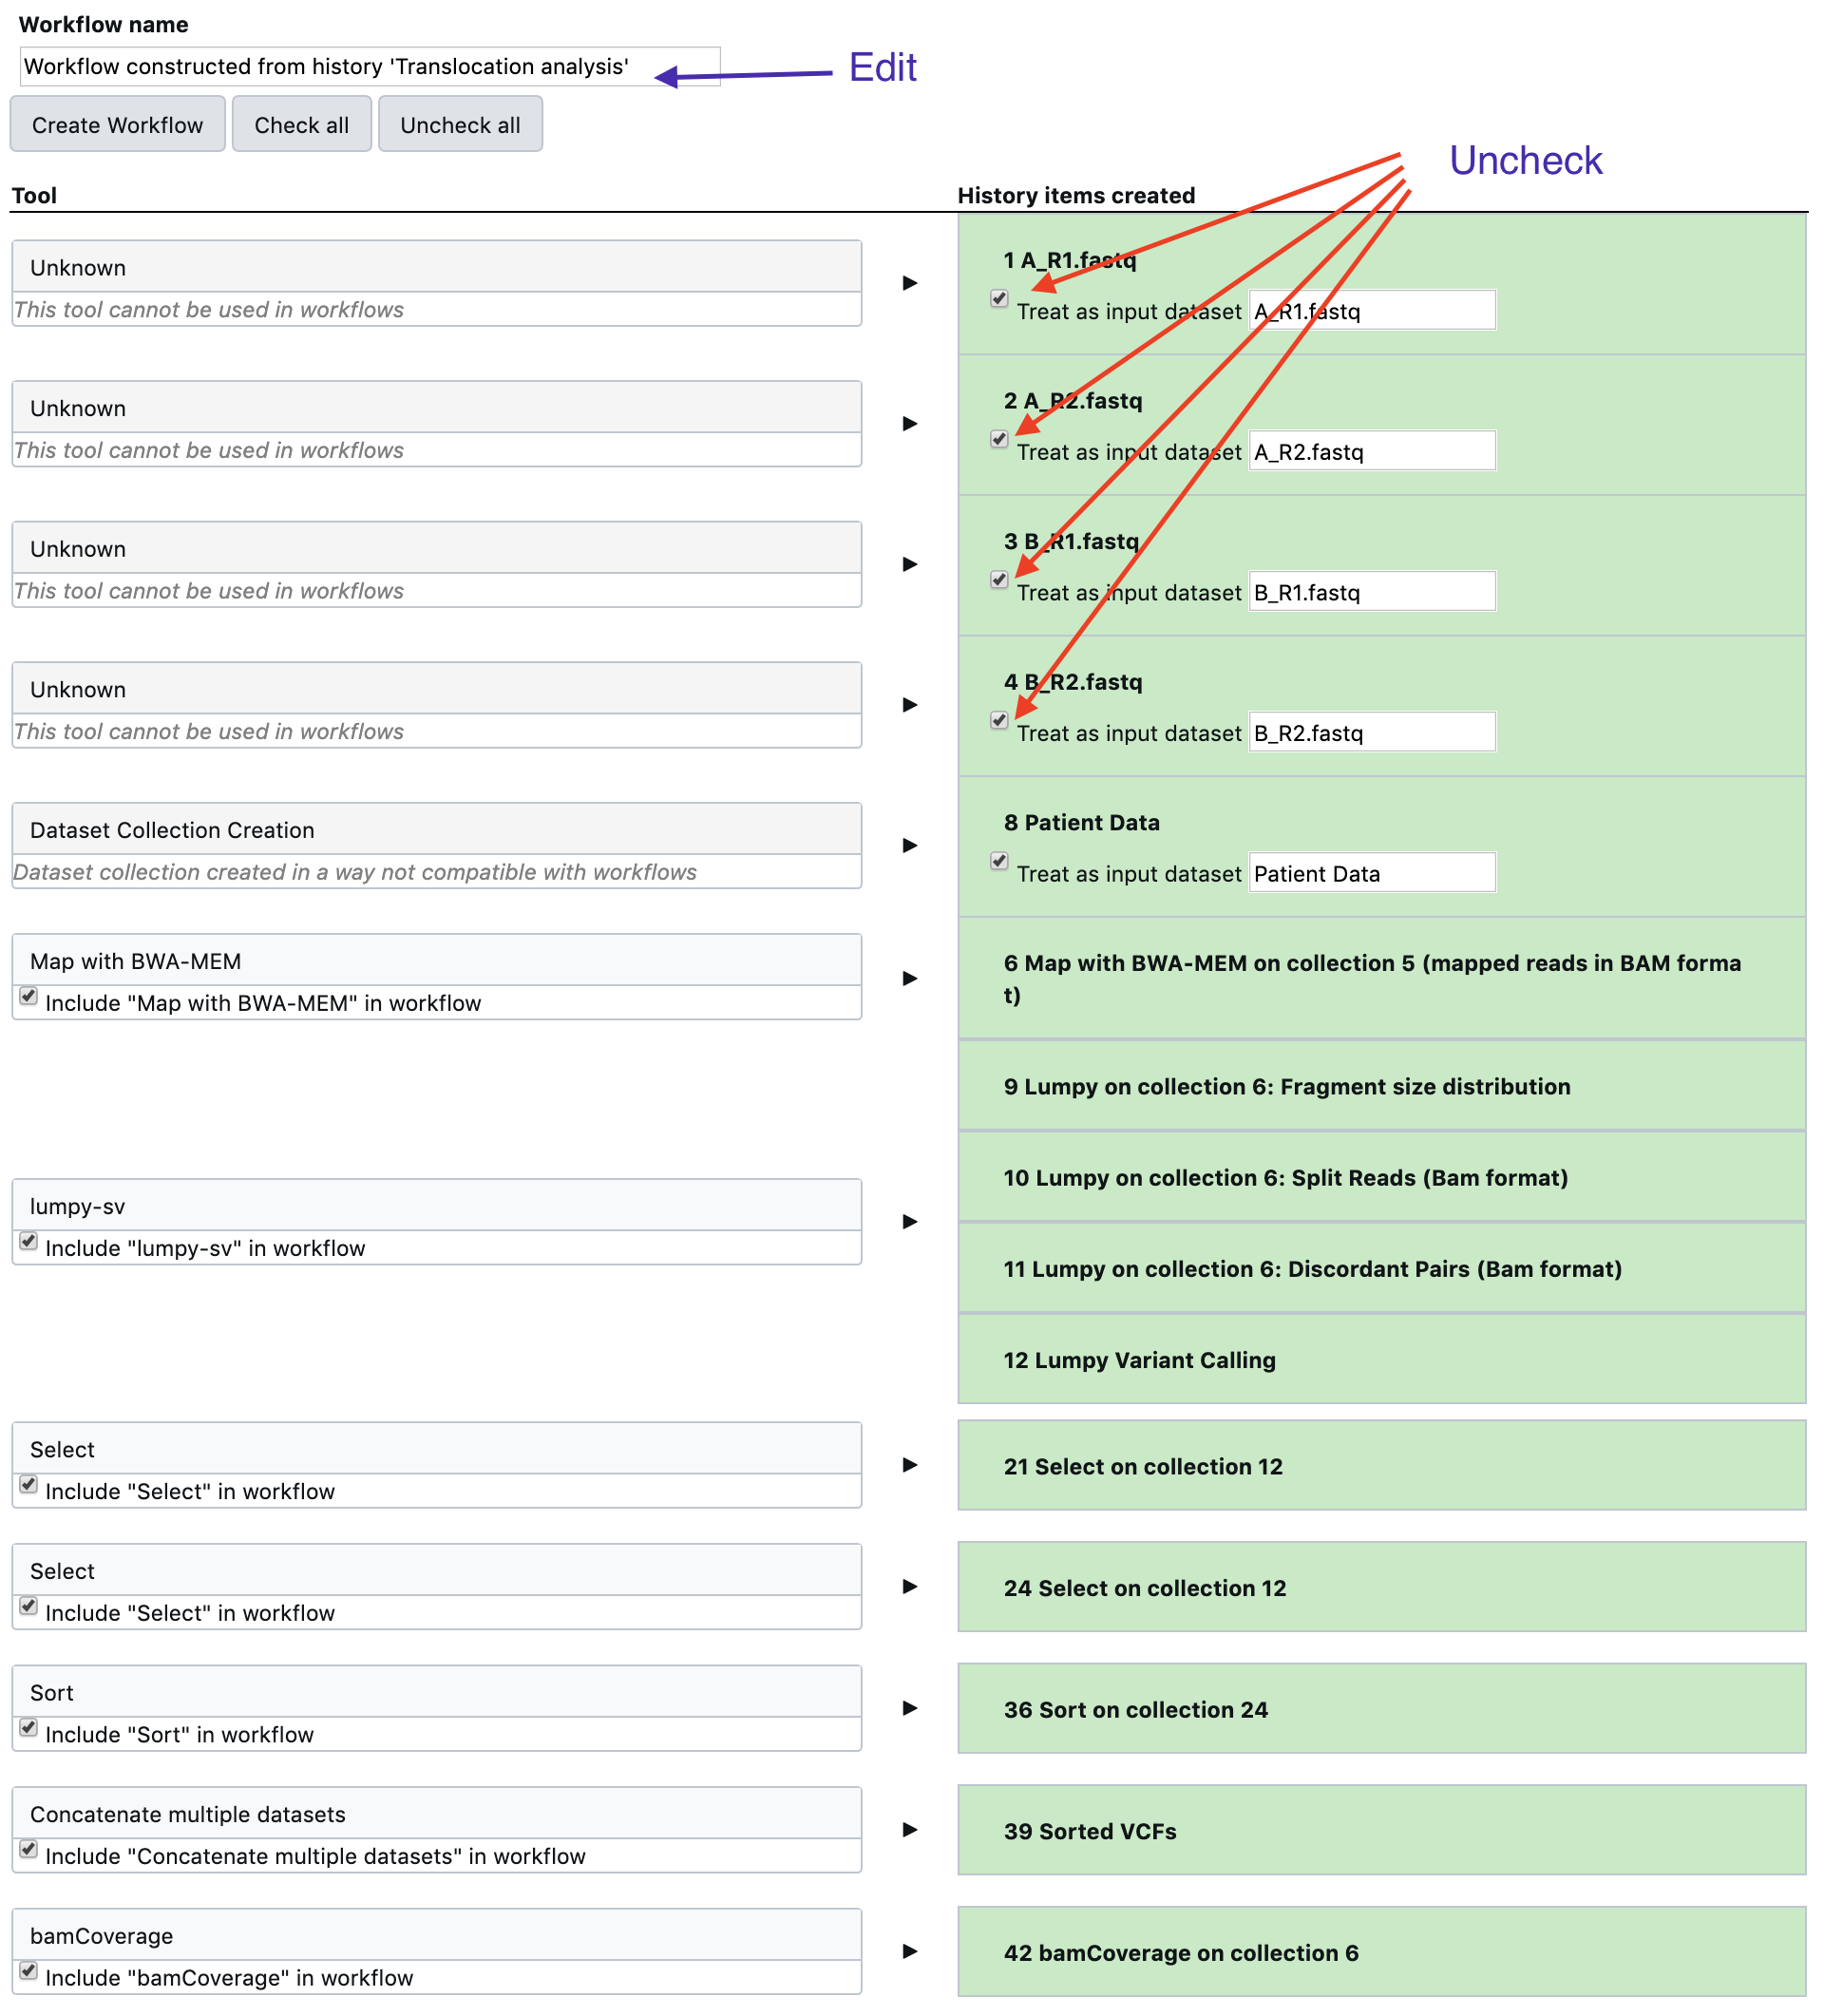 Workflow name
Workflow constructed from history 'Translocation analysis'
Edit
Create Workflow
Check all
Uncheck all
Uncheck
Tool
History items created
Unknown
This tool cannot be used in workflows
1 A_R1.fastq
Treat as input dataset A_R1.fastq
Unknown
This tool cannot be used in workflows
2 A_R2.fastq
Treat as input dataset A_R2.fastq
Unknown
This tool cannot be used in workflows
3 B_R1.fastq
Treat as input dataset B_R1.fastq
Unknown
This tool cannot be used in workflows
4 B_R2.fastq
Treat as input dataset B_R2.fastq
Dataset Collection Creation
Dataset collection created in a way not compatible with workflows
8 Patient Data
Treat as input dataset Patient Data
Map with BWA-MEM
Include "Map with BWA-MEM" in workflow
6 Map with BWA-MEM on collection 5 (mapped reads in BAM forma
t)
9 Lumpy on collection 6: Fragment size distribution
lumpy-sv
Include "lumpy-sv" in workflow
10 Lumpy on collection 6: Split Reads (Bam format)
11 Lumpy on collection 6: Discordant Pairs (Bam format)
12 Lumpy Variant Calling
Select
Include "Select" in workflow
21 Select on collection 12
Select
Include "Select" in workflow
24 Select on collection 12
Sort
Include "Sort" in workflow
36 Sort on collection 24
Concatenate multiple datasets
Include "Concatenate multiple datasets" in workflow
39 Sorted VCFs
bamCoverage
Include "bamCoverage" in workflow
42 bamCoverage on collection 6